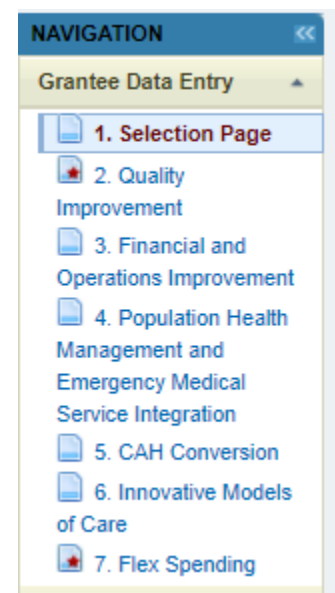 NAVIGATION
Grantee Data Entry
1. Selection Page
2. Quality
Improvement
3. Financial and
Operations Improvement
4. Population Health
Management and
Emergency Medical
Service Integration
5. CAH Conversion
6. Innovative Models
of Care
7. Flex Spending